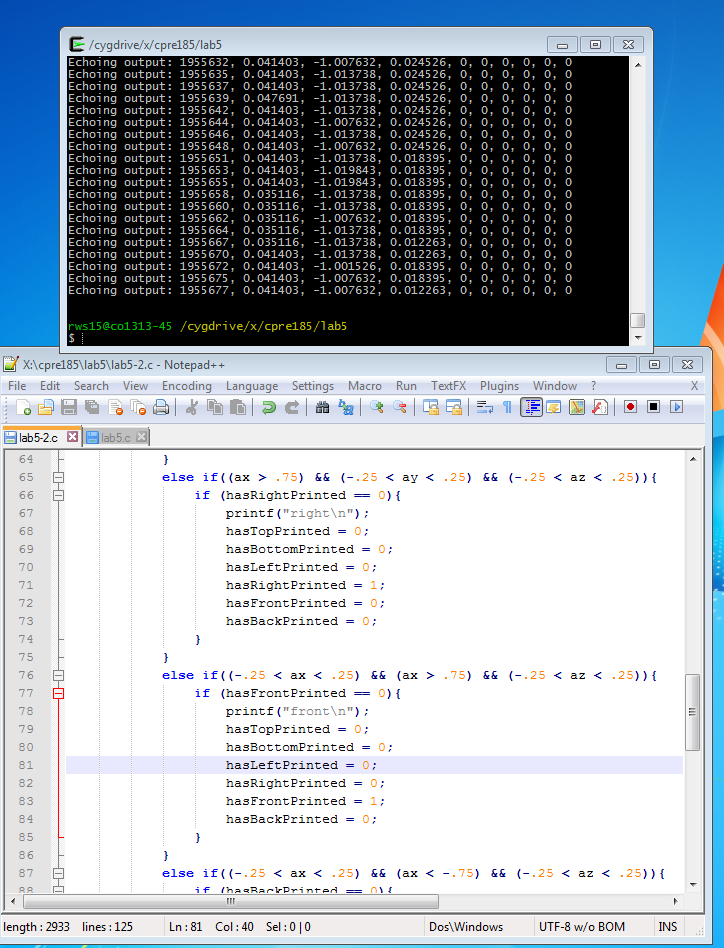 /cygdrive/x/cpre185/lab5
Echoing output: 1955632, 0.041403, -1.007632, 0.024526, 0, 0, 0, 0, 0, 0
Echoing output: 1955635, 0.041403, -1.013738, 0.024526, 0, 0, 0, 0, 0, 0
Echoing output: 1955637, 0.041403, -1.013738, 0.024526, 0, 0, 0, 0, 0, 0
Echoing output: 1955639, 0.047691, -1.013738, 0.024526, 0, 0, 0, 0, 0, 0
Echoing output: 1955642, 0.041403, -1.013738, 0.024526, 0, 0, 0, 0, 0, 0
Echoing output: 1955644, 0.041403, -1.007632, 0.024526, 0, 0, 0, 0, 0, 0
Echoing output: 1955646, 0.041403, -1.013738, 0.024526, 0, 0, 0, 0, 0, 0
Echoing output: 1955648, 0.041403, -1.007632, 0.024526, 0, 0, 0, 0, 0, 0
Echoing output: 1955651, 0.041403, -1.013738, 0.018395, 0, 0, 0, 0, 0, 0
Echoing output: 1955653, 0.041403, -1.019843, 0.018395, 0, 0, 0, 0, 0, 0
Echoing output: 1955655, 0.041403, -1.019843, 0.018395, 0, 0, 0, 0, 0, 0
Echoing output: 1955658, 0.035116, -1.013738, 0.018395, 0, 0, 0, 0, 0, 0
Echoing output: 1955660, 0.035116, -1.013738, 0.018395, 0, 0, 0, 0, 0, 0
Echoing output: 1955662, 0.035116, -1.007632, 0.018395, 0, 0, 0, 0, 0, 0
Echoing output: 1955664, 0.035116, -1.013738, 0.018395, 0, 0, 0, 0, 0, 0
Echoing output: 1955667, 0.035116, -1.013738, 0.012263, 0, 0, 0, 0, 0, 0
Echoing output: 1955670, 0.041403, -1.013738, 0.012263, 0, 0, 0, 0, 0, 0
Echoing output: 1955672, 0.041403, -1.001526, 0.018395, 0, 0, 0, 0, 0, 0
Echoing output: 1955675, 0.041403, -1.007632, 0.018395, 0, 0, 0, 0, 0, 0
Echoing output: 1955677, 0.041403, -1.007632, 0.012263, 0, 0, 0, 0, 0, 0
rws15@co1313-45 /cygdrive/x/cpre185/lab5
$
X:\cpre185\lab5\lab5-2.c - Notepad++
File Edit Search View Encoding Language Settings Macro Run TextFX Plugins Window ? X
lab5-2.c lab5.c
64 }
65 else if((ax > .75) && (-.25 < ay < .25) && (-.25 < az < .25)){
66 if (hasRightPrinted == 0){
67 printf("right\n");
68 hasTopPrinted = 0;
69 hasBottomPrinted = 0;
70 hasLeftPrinted = 0;
71 hasRightPrinted = 1;
72 hasFrontPrinted = 0;
73 hasBackPrinted = 0;
74 }
75 }
76 else if((-.25 < ax < .25) && (ax > .75) && (-.25 < az < .25)){
77 if (hasFrontPrinted == 0){
78 printf("front\n");
79 hasTopPrinted = 0;
80 hasBottomPrinted = 0;
81 hasLeftPrinted = 0;
82 hasRightPrinted = 0;
83 hasFrontPrinted = 1;
84 hasBackPrinted = 0;
85 }
86 }
87 else if((-.25 < ax < .25) && (ax < -.75) && (-.25 < az < .25)){
88 if (hasBackPrinted == 0){
length : 2933 lines : 125 Ln : 81 Col : 40 Sel : 0 | 0 Dos\Windows UTF-8 w/o BOM INS